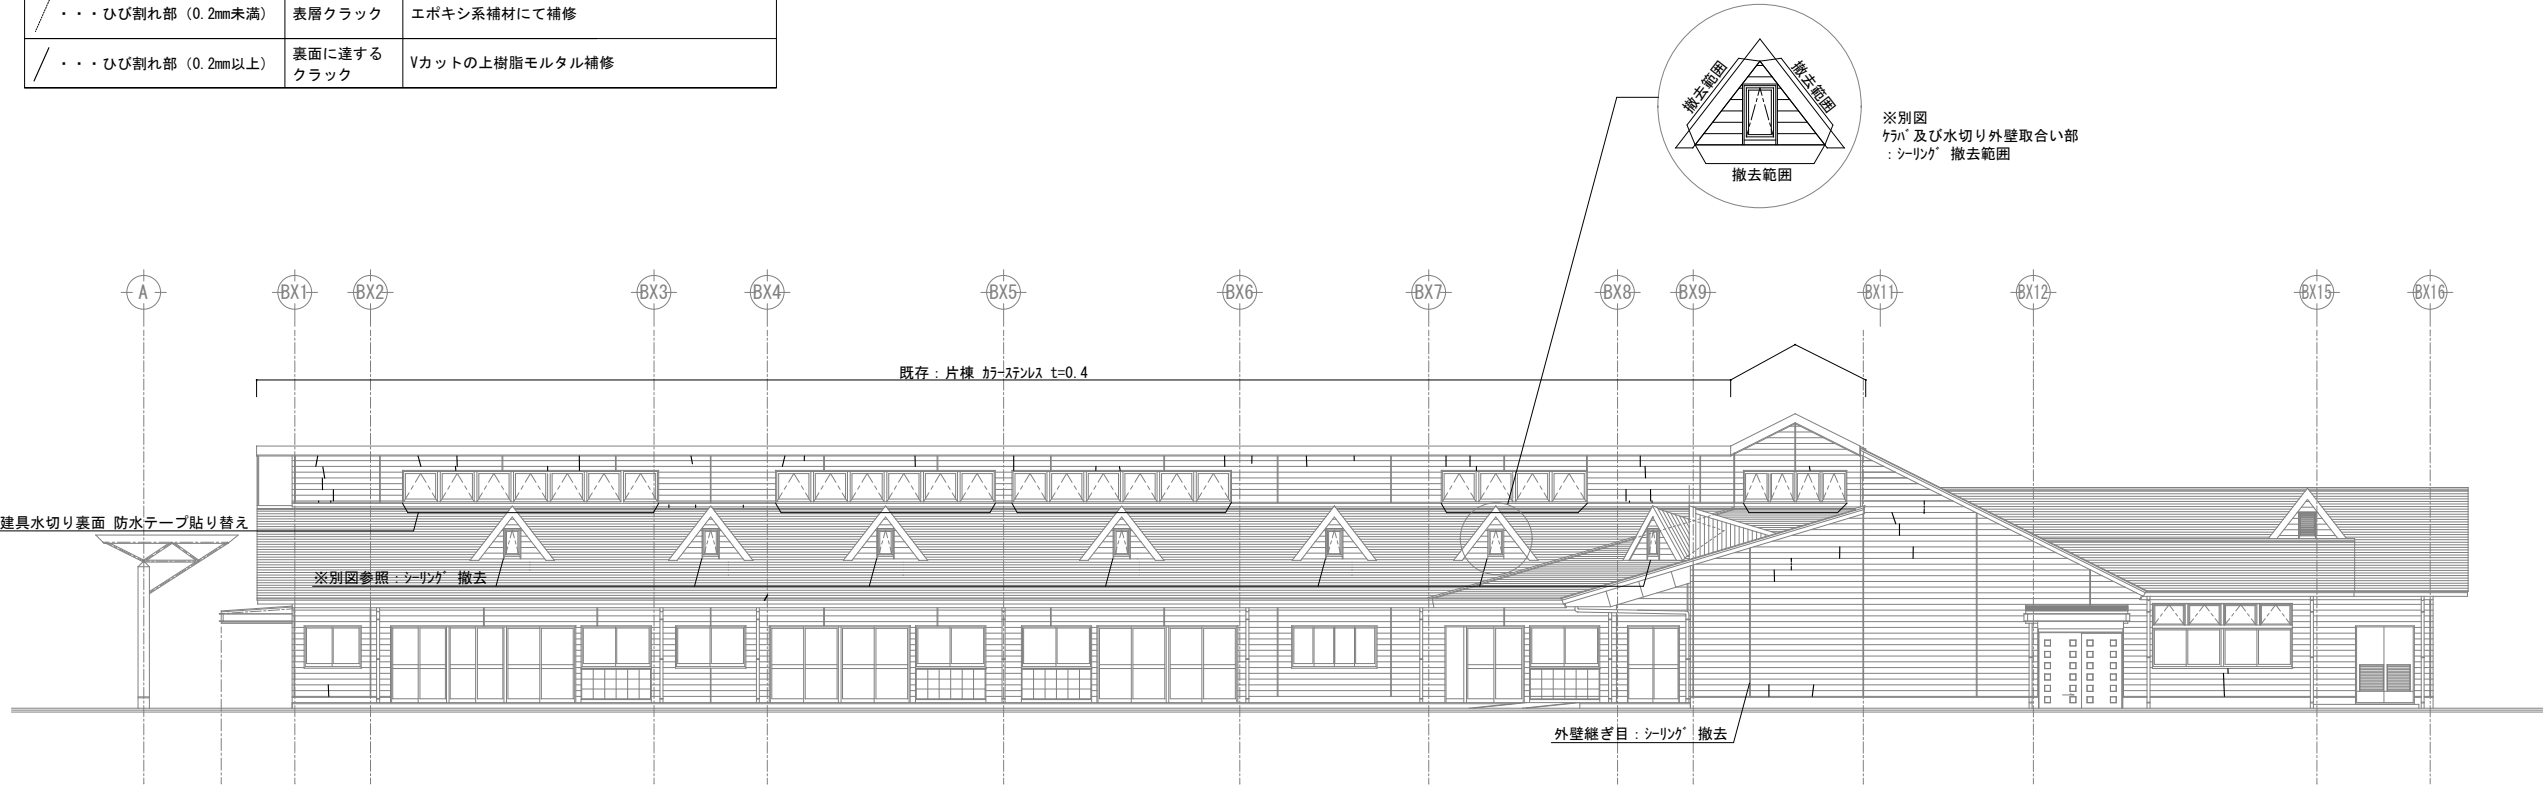 ・・・ひび割れ部（0.2mm未満） 表層クラック エポキシ系補材にて補修
・・・ひび割れ部（0.2mm以上） 裏面に達する
クラック Vカットの上樹脂モルタル補修
撤去範囲
撤去範囲
撤去範囲
※別図
ｹﾗﾊﾞ及び水切り外壁取合い部
：ｼｰﾘﾝｸﾞ 撤去範囲
A BX1 BX2 BX3 BX4 BX5 BX6 BX7 BX8 BX9 BX11 BX12 BX15 BX16
既存：片棟 ｶﾗｰｽﾃﾝﾚｽ t=0.4
建具水切り裏面 防水テープ貼り替え
※別図参照：ｼｰﾘﾝｸﾞ 撤去
外壁継ぎ目：ｼｰﾘﾝｸﾞ 撤去